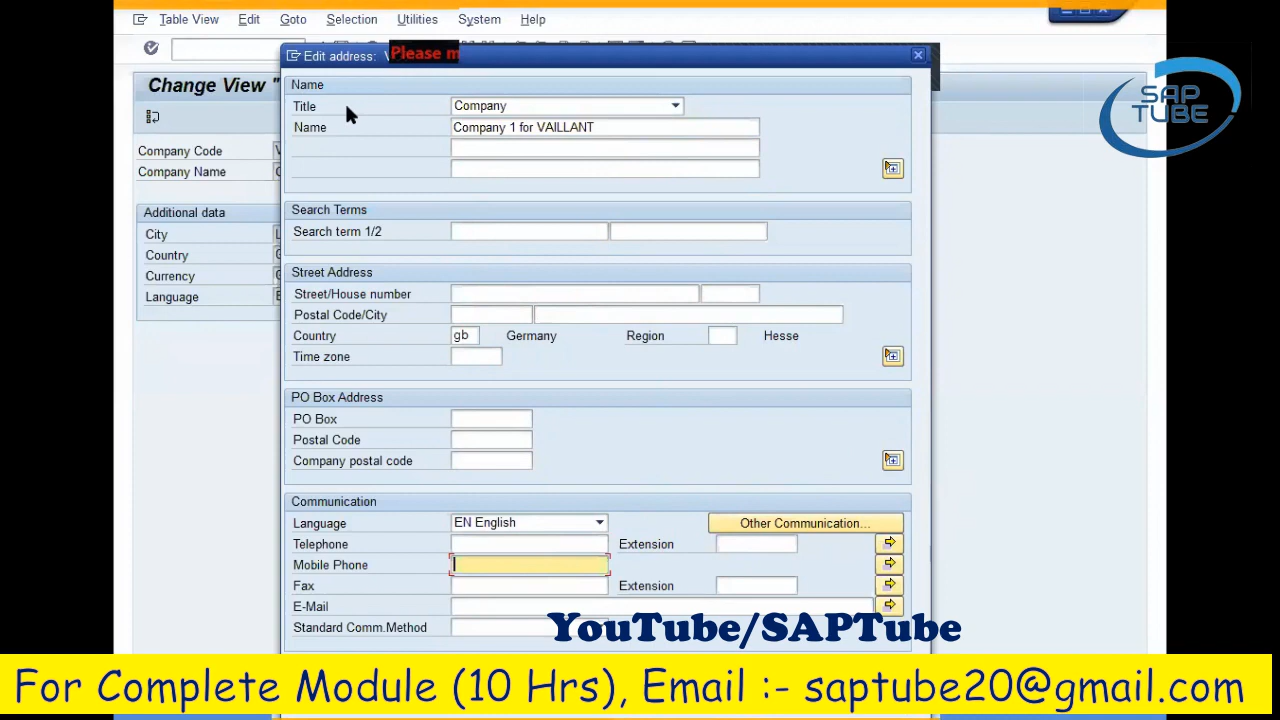 Table View Edit Goto Selection Utilities System Help
Edit address: Please m
Change View "
Name
SAP TUBE
Title Company
Name Company 1 for VAILLANT
Company Code
Company Name
Search Terms
Additional data
Search term 1/2
City
Country
Currency
Language
Street Address
Street/House number
Postal Code/City
Country gb Germany Region Hesse
Time zone
PO Box Address
PO Box
Postal Code
Company postal code
Communication
Language EN English Other Communication...
Telephone Extension
Mobile Phone
Fax Extension
E-Mail
Standard Comm.Method
YouTube/SAPTube
For Complete Module (10 Hrs), Email :- saptube20@gmail.com